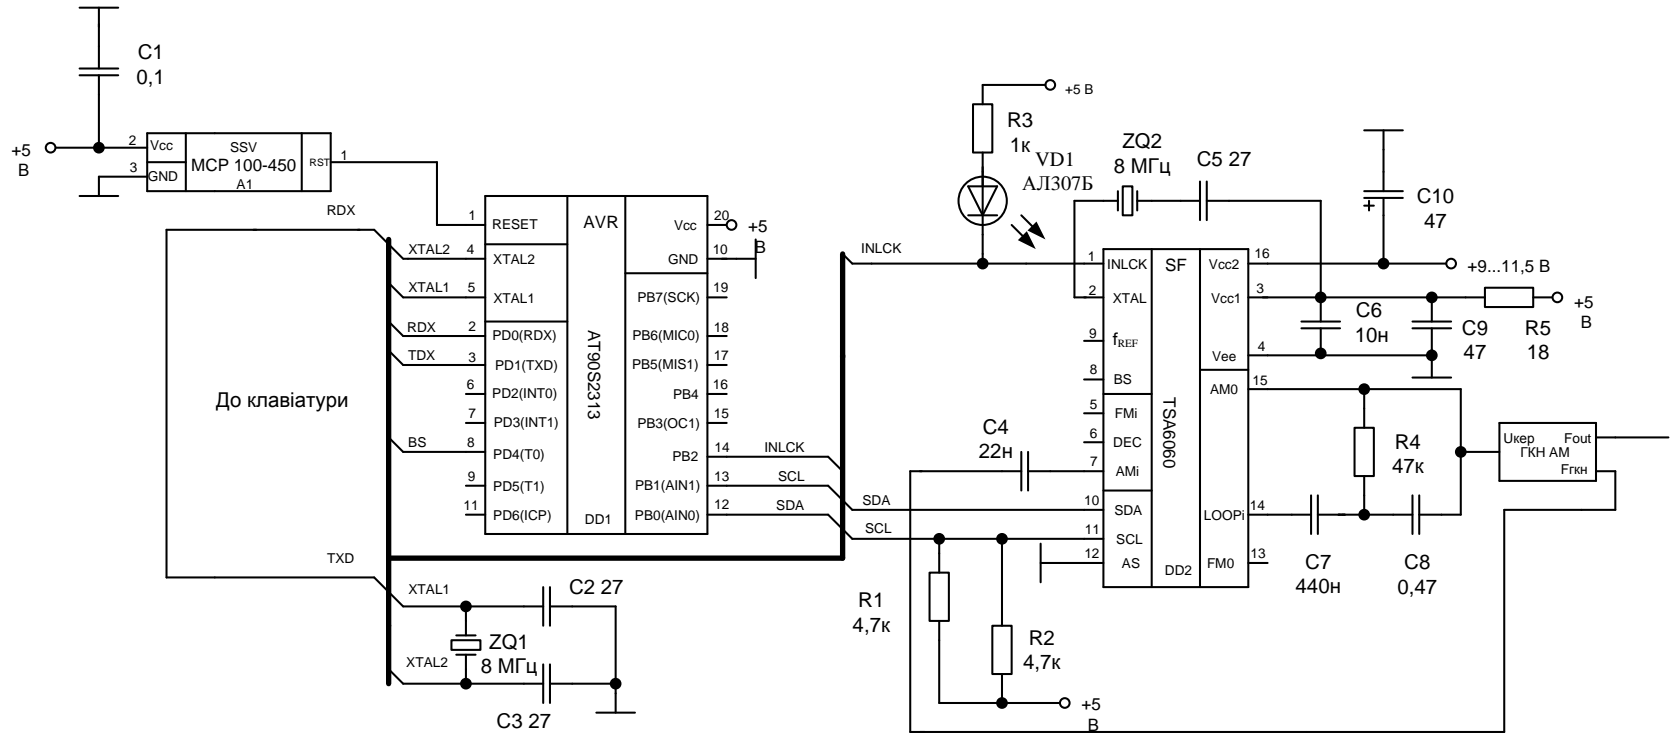 C1
0,1
+5
В
2
Vcc
3
GND
SSV
MCP 100-450
A1
RST
1
RDX
XTAL2
XTAL1
RDX
TDX
BS
До клавіатури
TXD
XTAL1
XTAL2
C2 27
ZQ1
8 МГц
C3 27
1
RESET
4
XTAL2
5
XTAL1
2
PD0(RDX)
3
PD1(TXD)
6
PD2(INT0)
7
PD3(INT1)
8
PD4(T0)
9
PD5(T1)
11
PD6(ICP)
AVR
AT90S2313
DD1
Vcc
20
+5
В
GND
10
PB7(SCK)
19
PB6(MIC0)
18
PB5(MIS1)
17
PB4
16
PB3(OC1)
15
PB2
14
INLCK
PB1(AIN1)
13
SCL
PB0(AIN0)
12
SDA
INLCK
SDA
SCL
+5 В
R3
1к
VD1
АЛ307Б
ZQ2
8 МГц
C5 27
C4
22н
R1
4,7к
R2
4,7к
+5
В
1
INLCK
2
XTAL
9
fREF
8
BS
5
FMi
6
DEC
7
AMi
10
SDA
11
SCL
12
AS
SF
TSA6060
DD2
Vcc2
16
Vcc1
3
Vee
4
AM0
15
LOOPi
14
FM0
13
+
C10
47
+9...11,5 В
C6
10н
C9
47
R5
18
+5
В
R4
47к
C7
440н
C8
0,47
Uкер
Fout
ГКН АМ
Fгкн